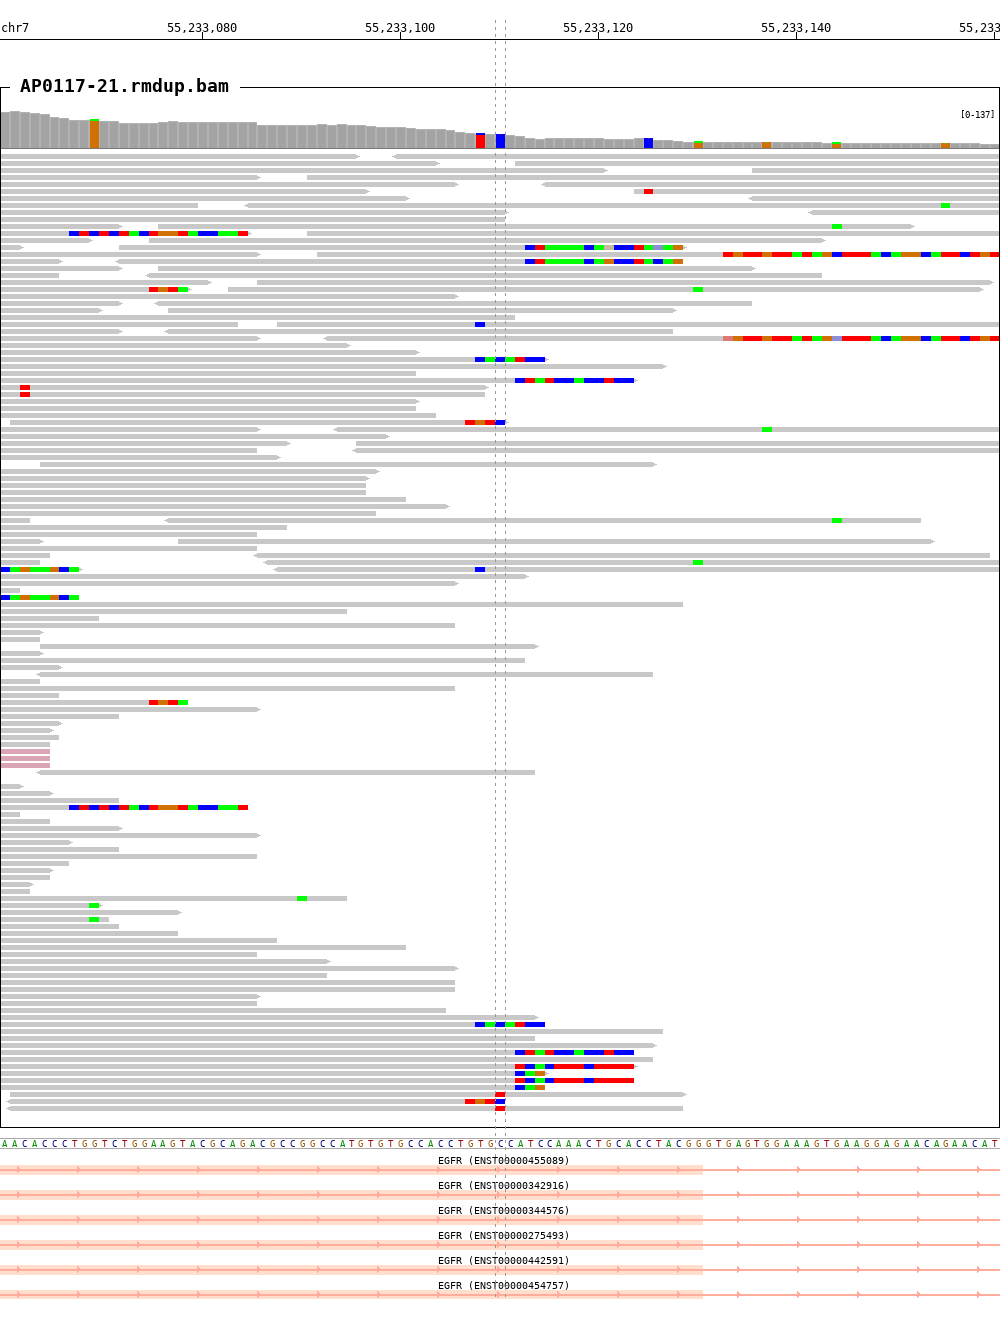 chr7 55,233,080 55,233,100 55,233,120 55,233,140 55,233
AP0117-21.rmdup.bam
[0-137]
A A C A C C C T G G T C T G G A A G T A C G C A G A C G C C G G C C A T G T G T G C C A C C T G T G C C A T C C A A A C T G C A C C T A C G G G T G A G T G G A A A G T G A A G G A G A A C A G A A C A T
EGFR (ENST00000455089)
EGFR (ENST00000342916)
EGFR (ENST00000344576)
EGFR (ENST00000275493)
EGFR (ENST00000442591)
EGFR (ENST00000454757)